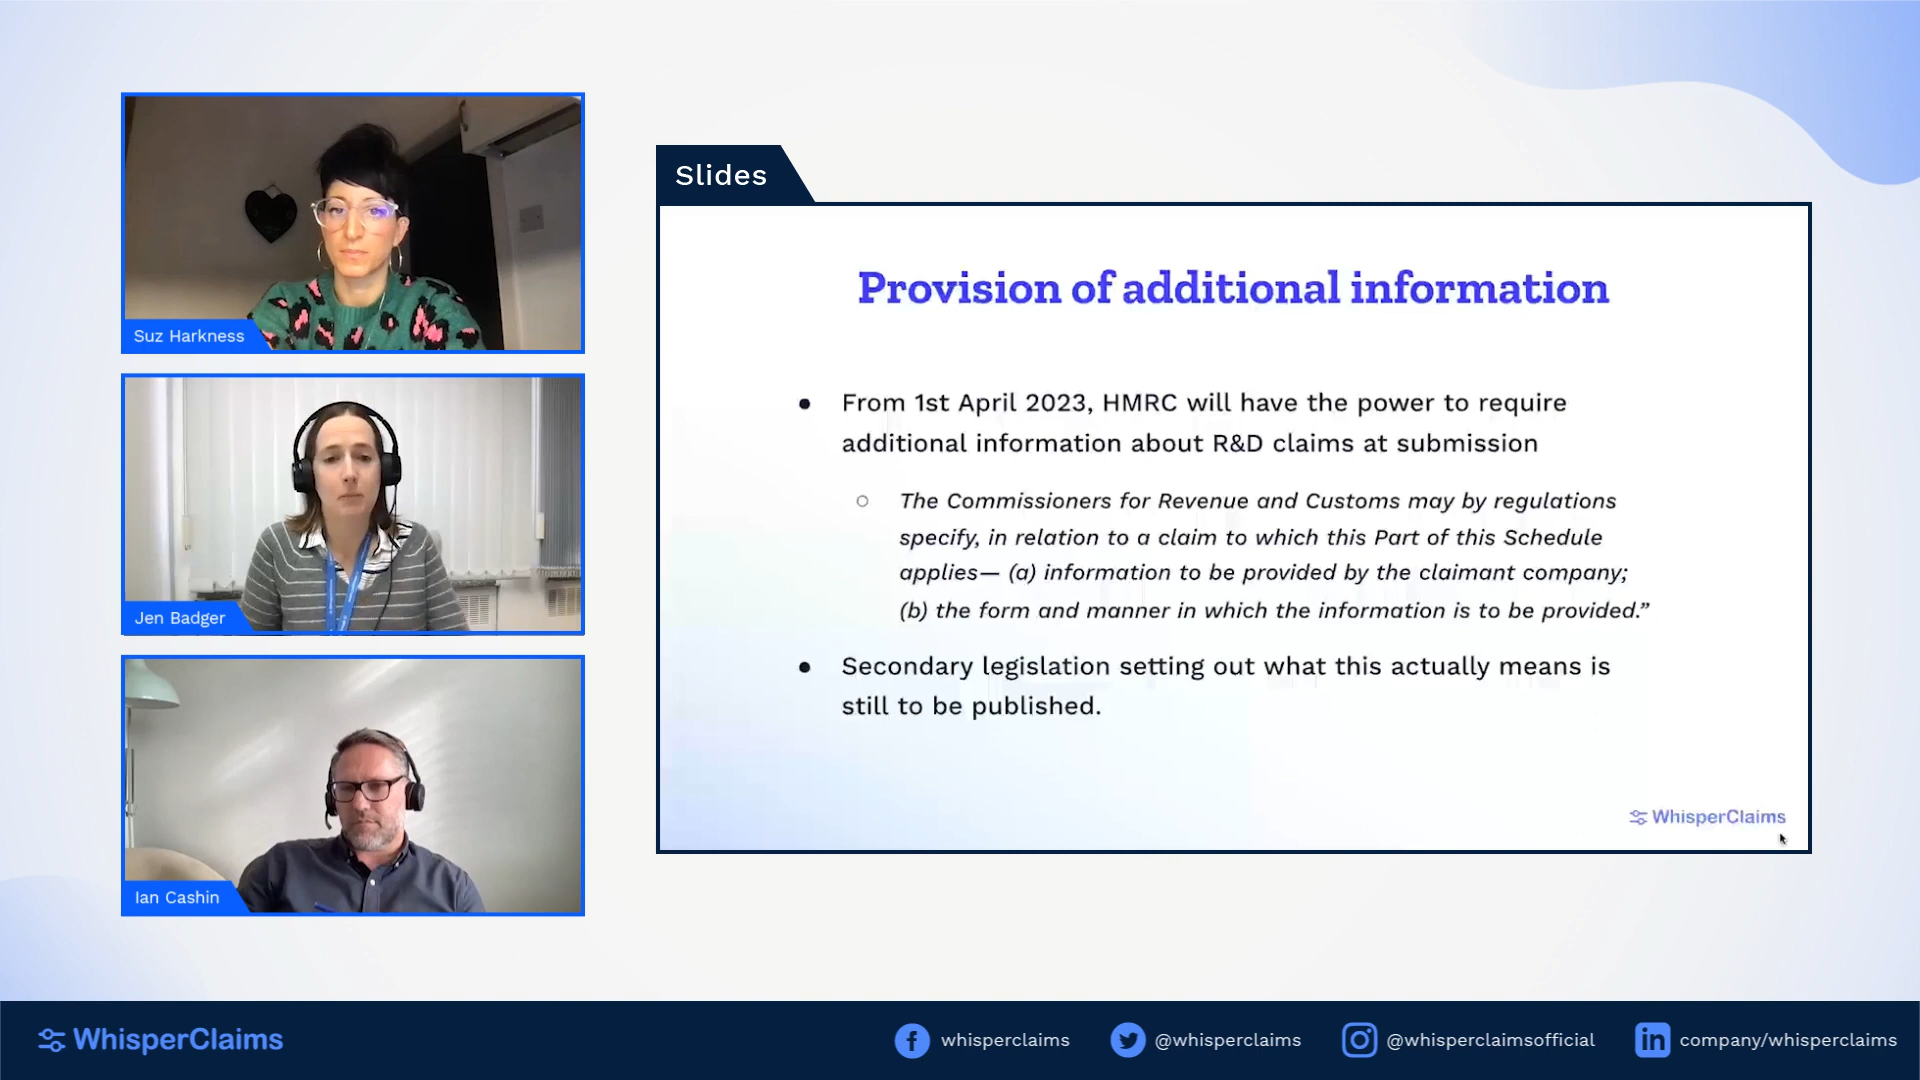 Suz Harkness
Jen Badger
Ian Cashin
Slides
Provision of additional information
● From 1st April 2023, HMRC will have the power to require
additional information about R&D claims at submission
○ The Commissioners for Revenue and Customs may by regulations
specify, in relation to a claim to which this Part of this Schedule
applies— (a) information to be provided by the claimant company;
(b) the form and manner in which the information is to be provided.”
● Secondary legislation setting out what this actually means is
still to be published.
WhisperClaims
WhisperClaims
whisperclaims
@whisperclaims
@whisperclaimsofficial
company/whisperclaims